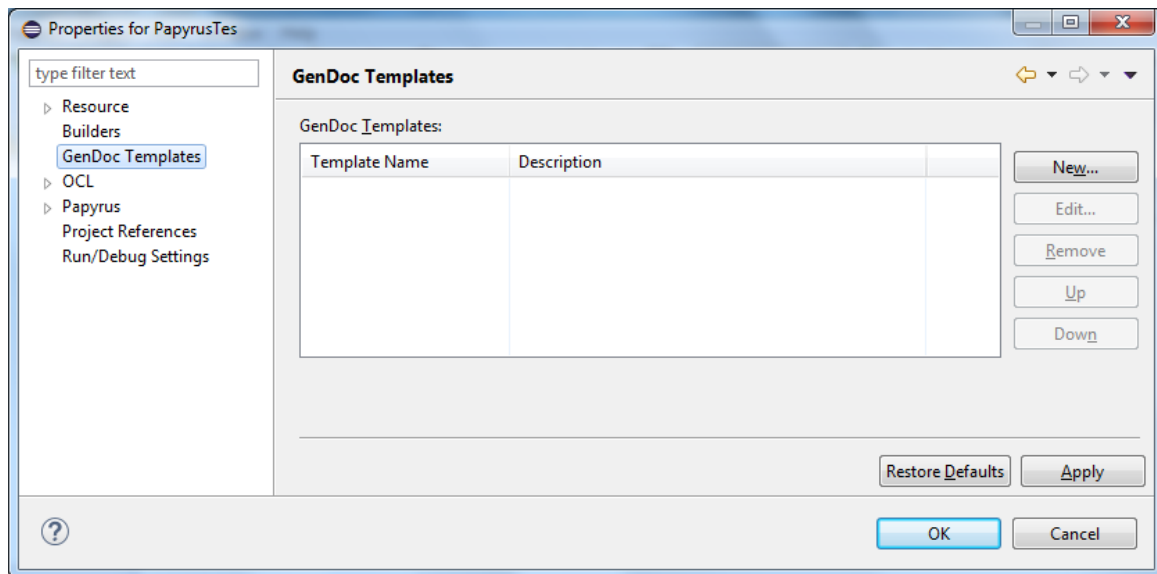 Properties for PapyrusTes
type filter text
Resource
Builders
GenDoc Templates
OCL
Papyrus
Project References
Run/Debug Settings
GenDoc Templates
GenDoc Templates:
Template Name Description
New...
Edit...
Remove
Up
Down
Restore Defaults Apply
OK Cancel